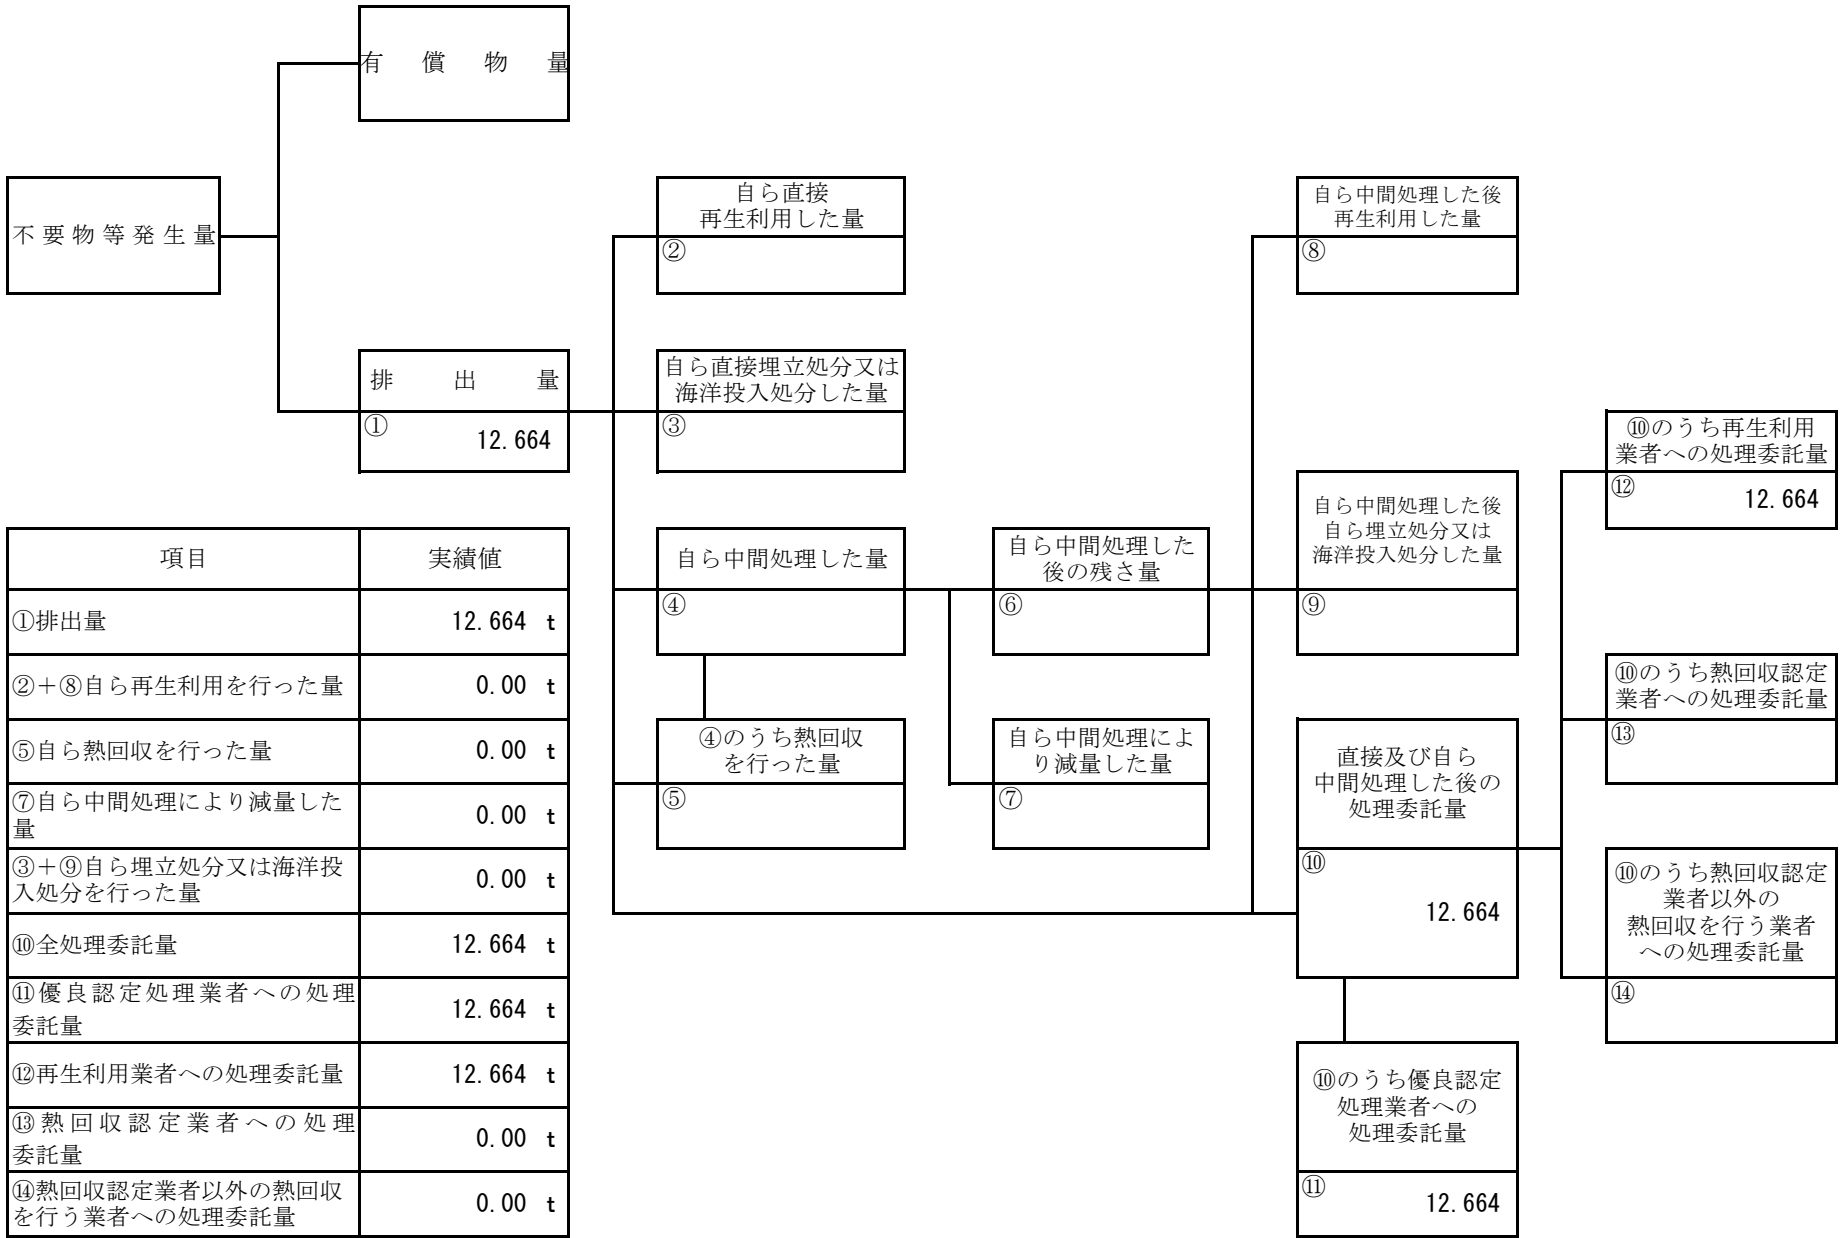 有償物量
不要物等発生量
排出量
①
12.664
自ら直接
再生利用した量
②
自ら直接埋立処分又は
海洋投入処分した量
③
自ら中間処理した量
④
④のうち熱回収
を行った量
⑤
自ら中間処理した
後の残さ量
⑥
自ら中間処理によ
り減量した量
⑦
自ら中間処理した後
再生利用した量
⑧
自ら中間処理した後
自ら埋立処分又は
海洋投入処分した量
⑨
直接及び自ら
中間処理した後の
処理委託量
⑩
12.664
⑩のうち優良認定
処理業者への
処理委託量
⑪
12.664
⑩のうち再生利用
業者への処理委託量
⑫
12.664
⑩のうち熱回収認定
業者への処理委託量
⑬
⑩のうち熱回収認定
業者以外の
熱回収を行う業者
への処理委託量
⑭
項目 実績値
①排出量 12.664 t
②＋⑧自ら再生利用を行った量 0.00 t
⑤自ら熱回収を行った量 0.00 t
⑦自ら中間処理により減量した
量 0.00 t
③＋⑨自ら埋立処分又は海洋投
入処分を行った量 0.00 t
⑩全処理委託量 12.664 t
⑪優良認定処理業者への処理
委託量 12.664 t
⑫再生利用業者への処理委託量 12.664 t
⑬熱回収認定業者への処理
委託量 0.00 t
⑭熱回収認定業者以外の熱回収
を行う業者への処理委託量 0.00 t